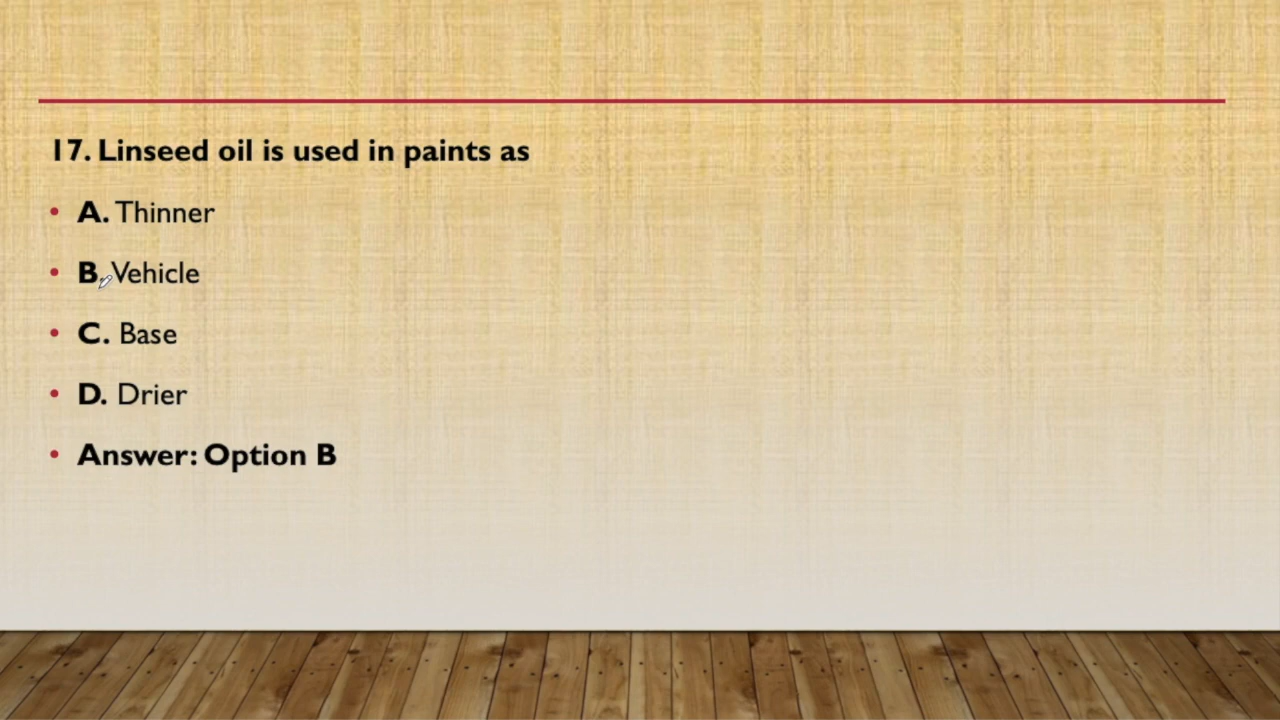 17. Linseed oil is used in paints as
• A. Thinner
• B. Vehicle
• C. Base
• D. Drier
• Answer: Option B